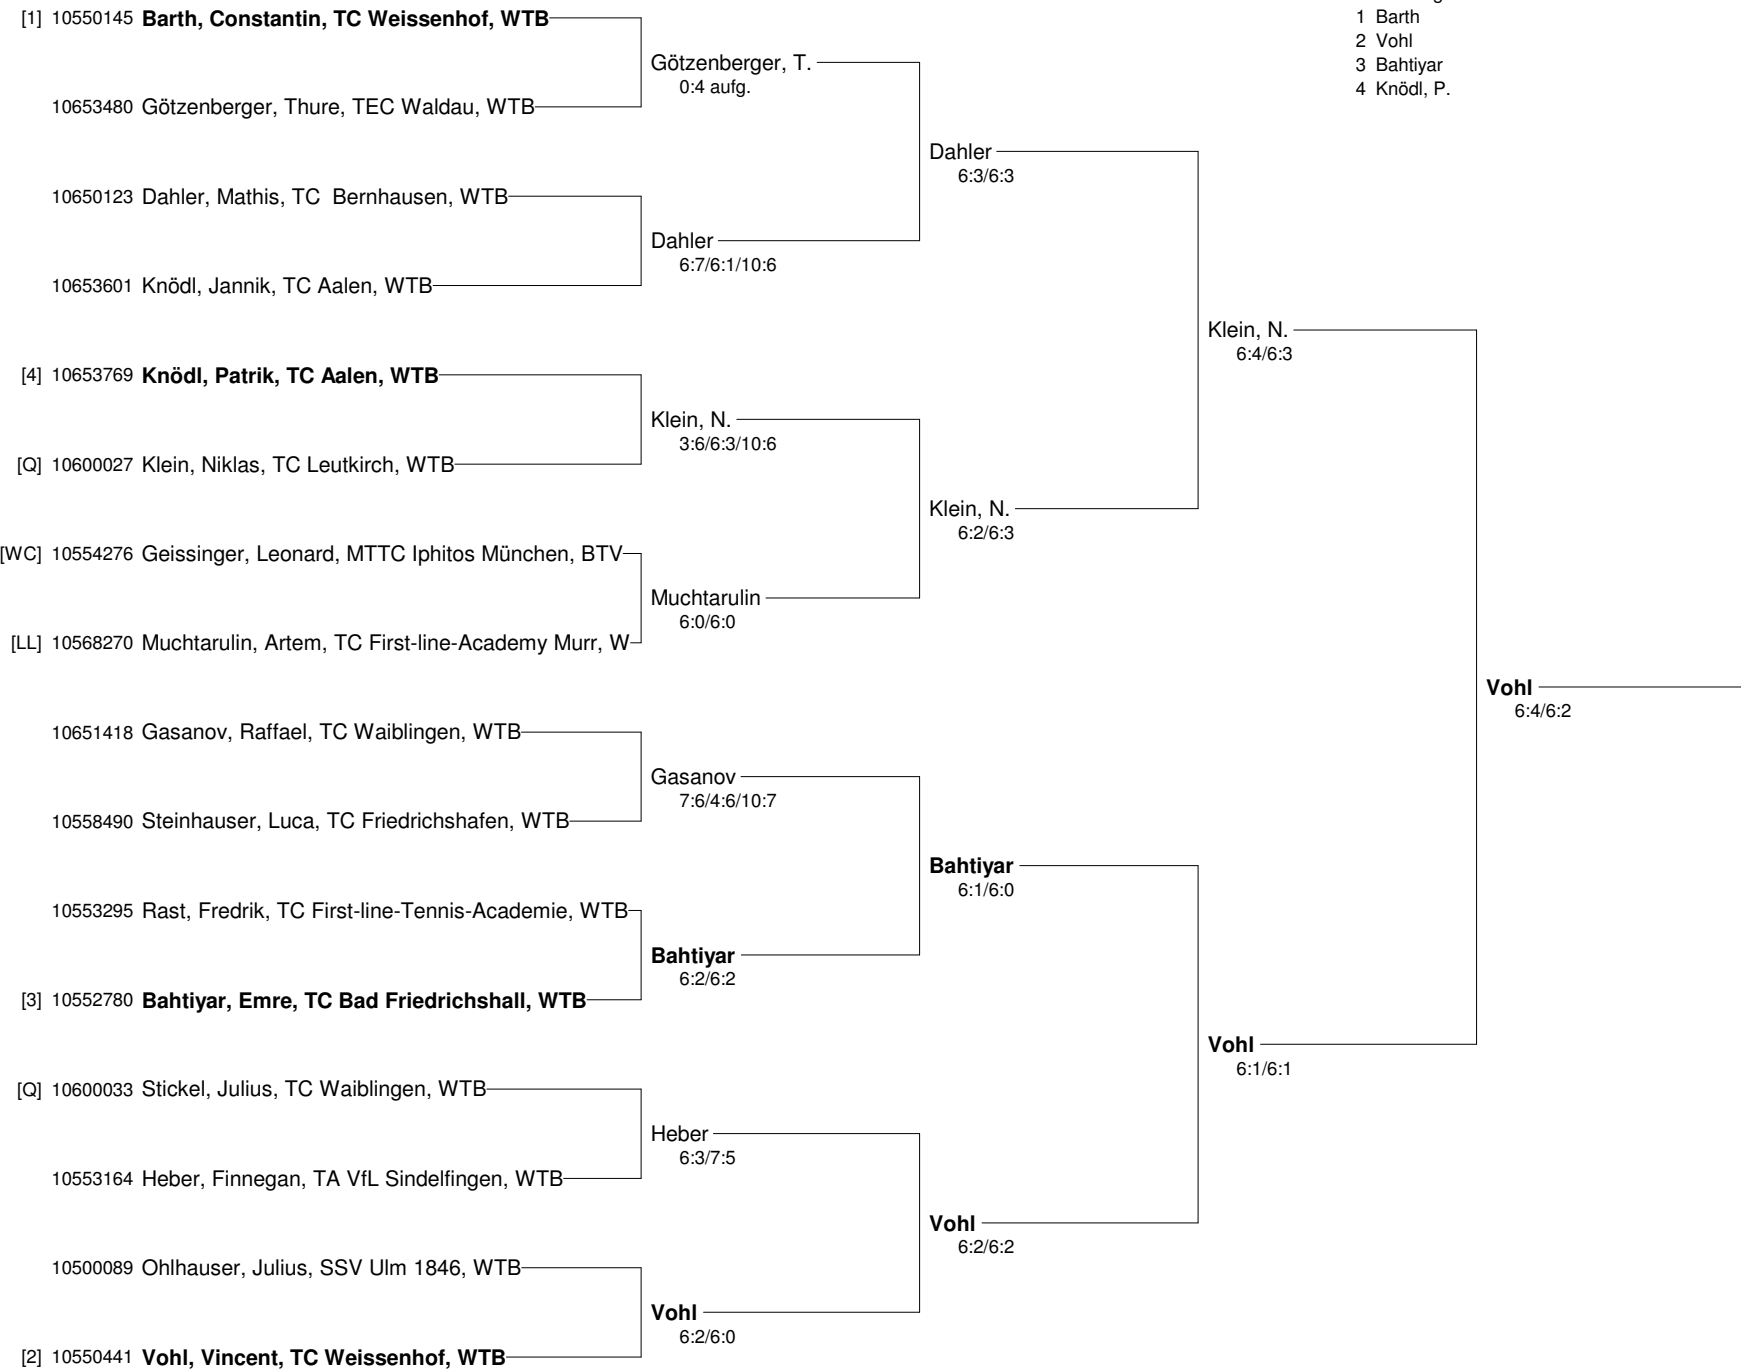 [1] 10550145 Barth, Constantin, TC Weissenhof, WTB
1 Barth
2 Vohl
3 Bahtiyar
4 Knödl, P.
Götzenberger, T.
0:4 aufg.
10653480 Götzenberger, Thure, TEC Waldau, WTB
Dahler
6:3/6:3
10650123 Dahler, Mathis, TC  Bernhausen, WTB
Dahler
6:7/6:1/10:6
10653601 Knödl, Jannik, TC Aalen, WTB
Klein, N.
6:4/6:3
[4] 10653769 Knödl, Patrik, TC Aalen, WTB
Klein, N.
3:6/6:3/10:6
[Q] 10600027 Klein, Niklas, TC Leutkirch, WTB
Klein, N.
6:2/6:3
[WC] 10554276 Geissinger, Leonard, MTTC Iphitos München, BTV
Muchtarulin
6:0/6:0
[LL] 10568270 Muchtarulin, Artem, TC First-line-Academy Murr, W
Vohl
6:4/6:2
10651418 Gasanov, Raffael, TC Waiblingen, WTB
Gasanov
7:6/4:6/10:7
10558490 Steinhauser, Luca, TC Friedrichshafen, WTB
Bahtiyar
6:1/6:0
10553295 Rast, Fredrik, TC First-line-Tennis-Academie, WTB
Bahtiyar
6:2/6:2
[3] 10552780 Bahtiyar, Emre, TC Bad Friedrichshall, WTB
Vohl
6:1/6:1
[Q] 10600033 Stickel, Julius, TC Waiblingen, WTB
Heber
6:3/7:5
10553164 Heber, Finnegan, TA VfL Sindelfingen, WTB
Vohl
6:2/6:2
10500089 Ohlhauser, Julius, SSV Ulm 1846, WTB
Vohl
6:2/6:0
[2] 10550441 Vohl, Vincent, TC Weissenhof, WTB